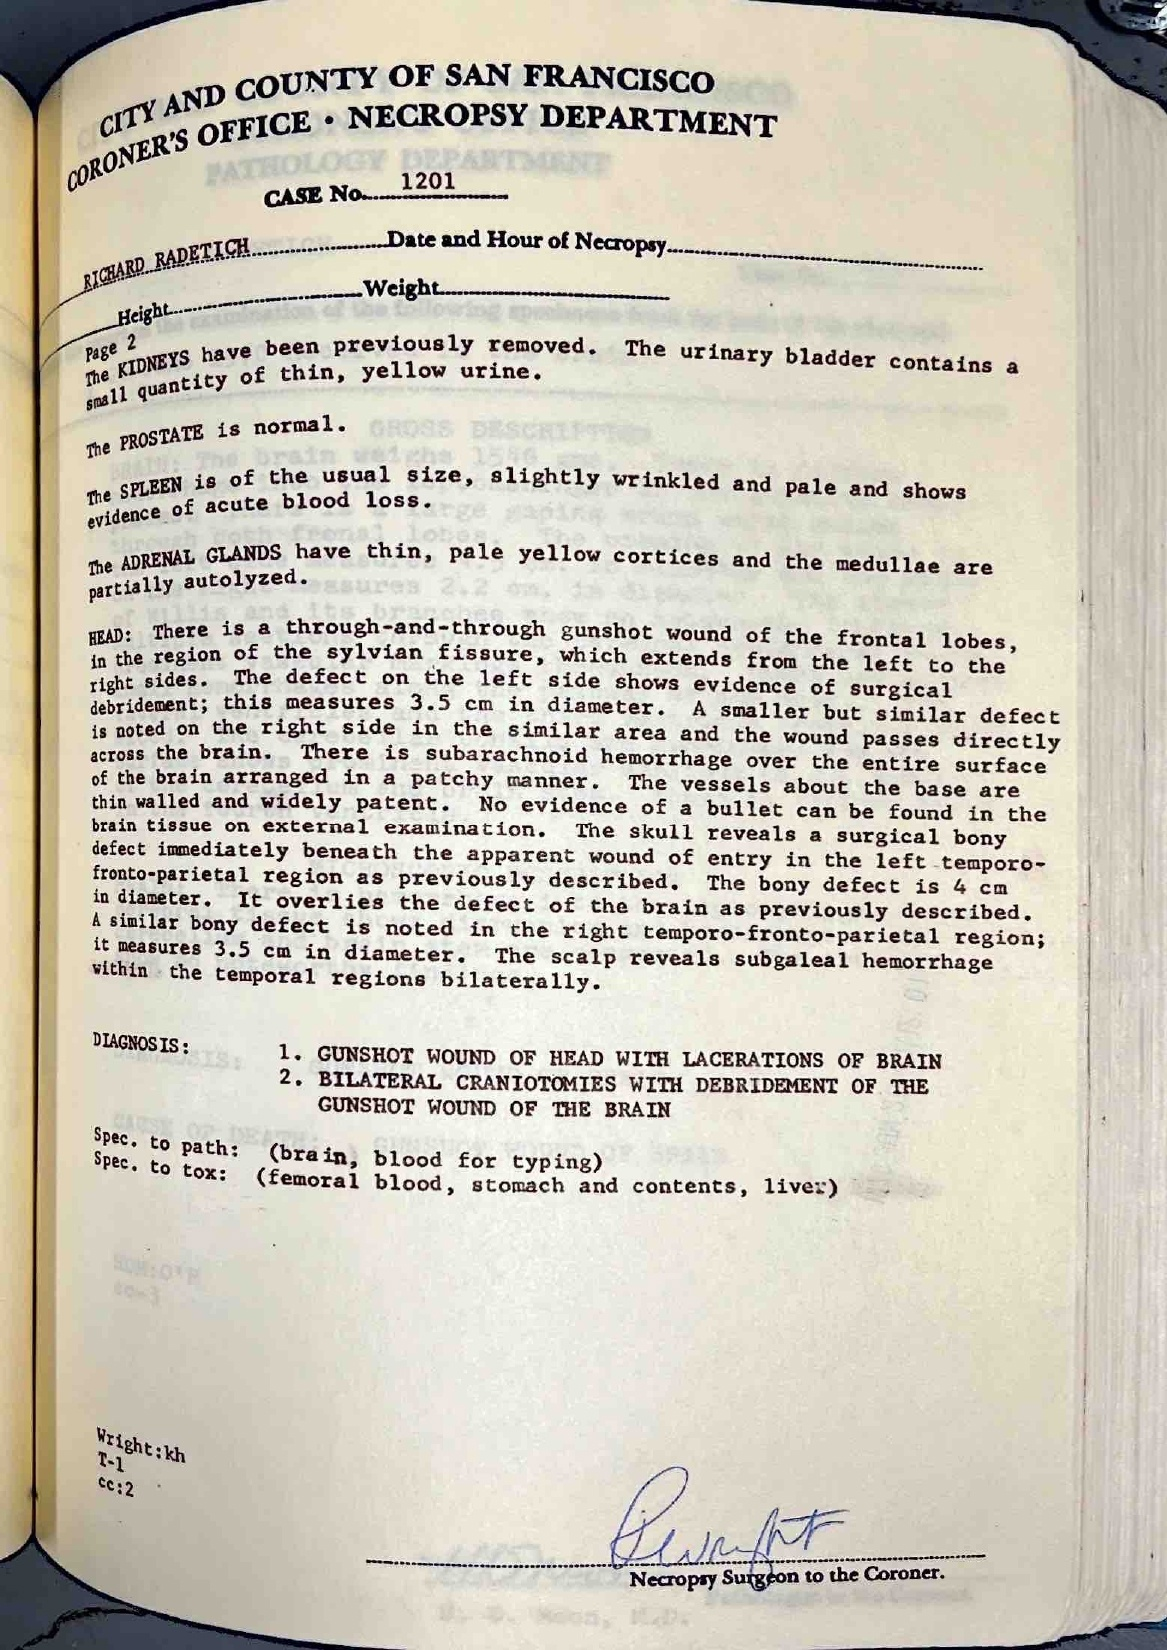 CITY AND COUNTY OF SAN FRANCISCO
CORONER'S OFFICE • NECROPSY DEPARTMENT
PATHOLOGY DEPARTMENT
CASE No. 1201
RICHARD RADETICH Date and Hour of Necropsy
Height Weight
Page 2
The KIDNEYS have been previously removed. The urinary bladder contains a
small quantity of thin, yellow urine.
The PROSTATE is normal.
GROSS DESCRIPTION
The SPLEEN is of the usual size, slightly wrinkled and pale and shows
evidence of acute blood loss.
The ADRENAL GLANDS have thin, pale yellow cortices and the medullae are
partially autolyzed.
HEAD: There is a through-and-through gunshot wound of the frontal lobes,
in the region of the sylvian fissure, which extends from the left to the
right sides. The defect on the left side shows evidence of surgical
debridement; this measures 3.5 cm in diameter. A smaller but similar defect
is noted on the right side in the similar area and the wound passes directly
across the brain. There is subarachnoid hemorrhage over the entire surface
of the brain arranged in a patchy manner. The vessels about the base are
thin walled and widely patent. No evidence of a bullet can be found in the
brain tissue on external examination. The skull reveals a surgical bony
defect immediately beneath the apparent wound of entry in the left temporo-
fronto-parietal region as previously described. The bony defect is 4 cm
in diameter. It overlies the defect of the brain as previously described.
A similar bony defect is noted in the right temporo-fronto-parietal region;
it measures 3.5 cm in diameter. The scalp reveals subgaleal hemorrhage
within the temporal regions bilaterally.
DIAGNOSIS: 1. GUNSHOT WOUND OF HEAD WITH LACERATIONS OF BRAIN
2. BILATERAL CRANIOTOMIES WITH DEBRIDEMENT OF THE
GUNSHOT WOUND OF THE BRAIN
Spec. to path: (brain, blood for typing)
Spec. to tox: (femoral blood, stomach and contents, liver)
Wright:kh
T-1
cc:2
Necropsy Surgeon to the Coroner.